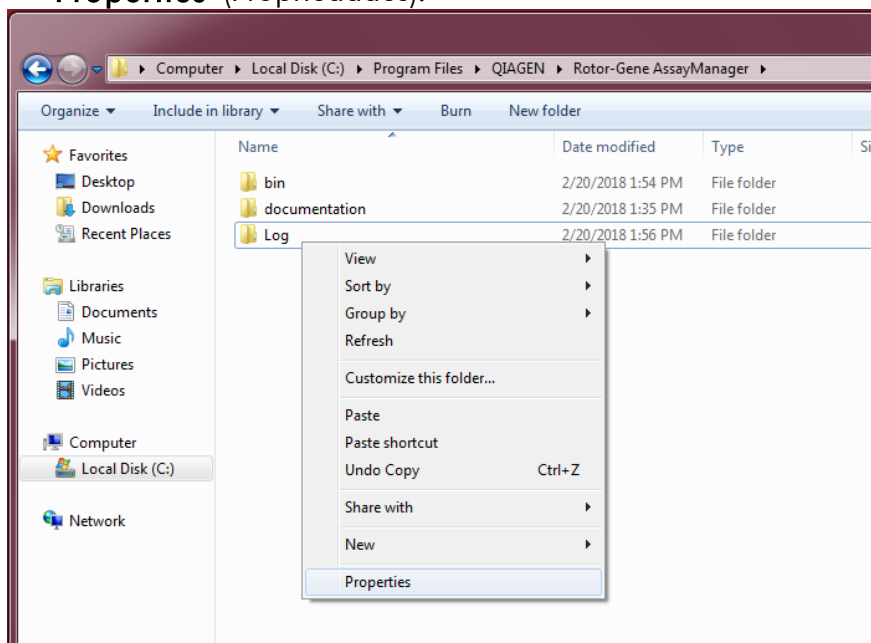 "Properties" (Propriedades).
Computer ▸ Local Disk (C:) ▸ Program Files ▸ QIAGEN ▸ Rotor-Gene AssayManager ▸
Organize ▾ Include in library ▾ Share with ▾ Burn New folder
Name Date modified Type Si
Favorites
Desktop
Downloads
Recent Places
Libraries
Documents
Music
Pictures
Videos
Computer
Local Disk (C:)
Network
bin 2/20/2018 1:54 PM File folder
documentation 2/20/2018 1:35 PM File folder
Log 2/20/2018 1:56 PM File folder
View
Sort by
Group by
Refresh
Customize this folder...
Paste
Paste shortcut
Undo Copy Ctrl+Z
Share with
New
Properties